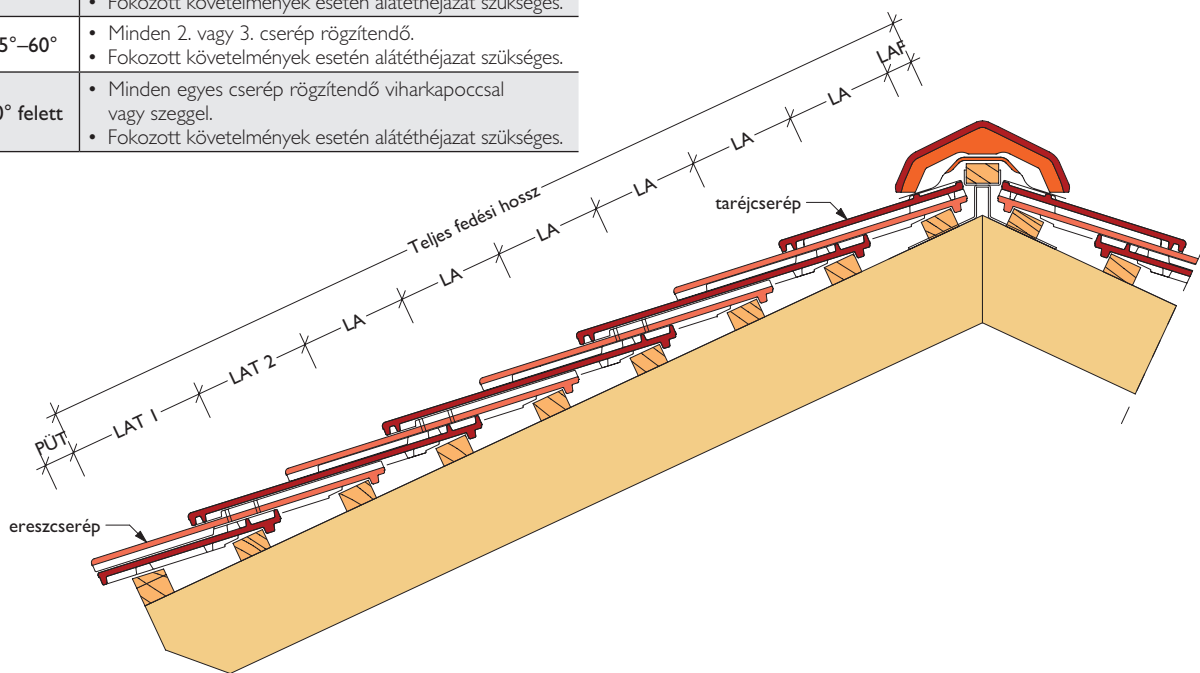 • Fokozott követelmények esetén alátéthéjazat szükséges.
5°–60°
• Minden 2. vagy 3. cserép rögzítendő.
• Fokozott követelmények esetén alátéthéjazat szükséges.
0° felett
• Minden egyes cserép rögzítendő viharkapoccsal
vagy szeggel.
• Fokozott követelmények esetén alátéthéjazat szükséges.
Teljes fedési hossz
PÜT
LAT 1
LAT 2
LA
LA
LA
LA
LA
LA
LAF
taréjcserép
ereszcserép